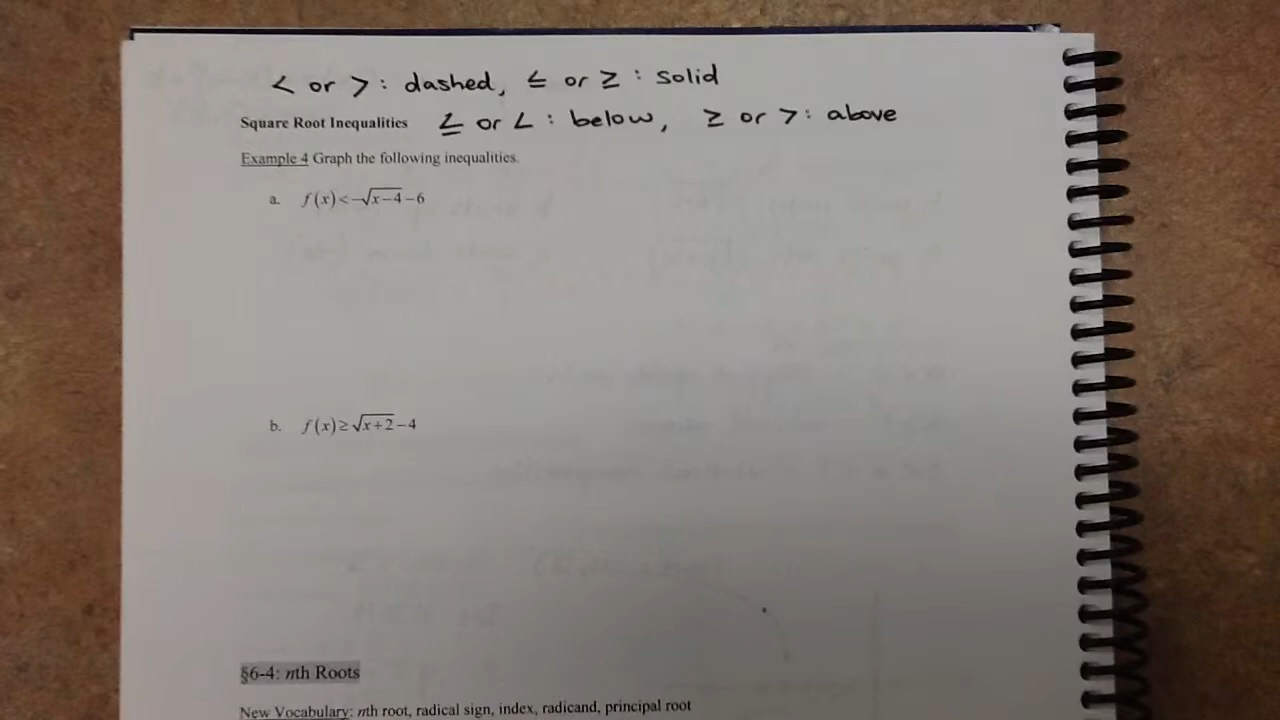 < or >: dashed, ≤ or ≥: solid
Square Root Inequalities ≤ or <: below, ≥ or >: above
Example 4 Graph the following inequalities.
a. f(x)<-√x-4-6
b. f(x)≥√x+2-4
§6-4: nth Roots
New Vocabulary: nth root, radical sign, index, radicand, principal root